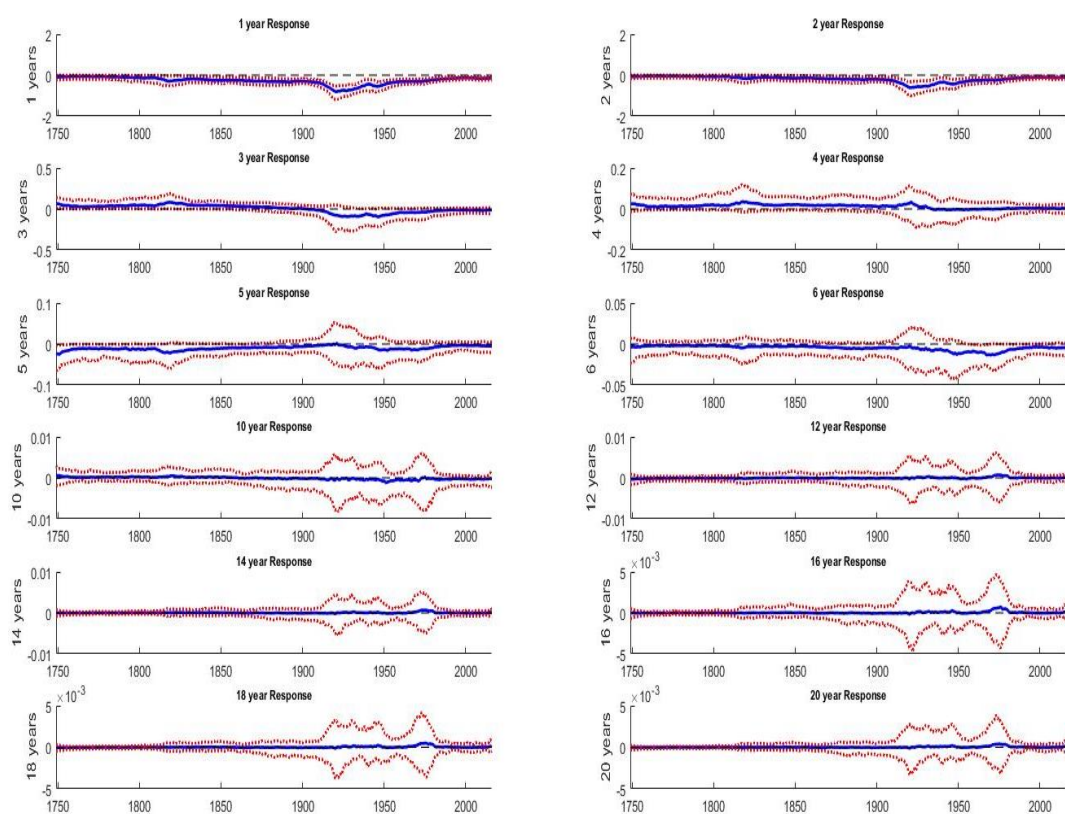 1 year Response
2
0
-2
1 years
1750 1800 1850 1900 1950 2000
2 year Response
2
0
-2
2 years
1750 1800 1850 1900 1950 2000
3 year Response
0.5
0
-0.5
3 years
1750 1800 1850 1900 1950 2000
4 year Response
0.2
0
-0.2
4 years
1750 1800 1850 1900 1950 2000
5 year Response
0.1
0
-0.1
5 years
1750 1800 1850 1900 1950 2000
6 year Response
0.05
0
-0.05
6 years
1750 1800 1850 1900 1950 2000
10 year Response
0.01
0
-0.01
10 years
1750 1800 1850 1900 1950 2000
12 year Response
0.01
0
-0.01
12 years
1750 1800 1850 1900 1950 2000
14 year Response
0.01
0
-0.01
14 years
1750 1800 1850 1900 1950 2000
16 year Response
×10⁻³
5
0
-5
16 years
1750 1800 1850 1900 1950 2000
18 year Response
×10⁻³
5
0
-5
18 years
1750 1800 1850 1900 1950 2000
20 year Response
×10⁻³
5
0
-5
20 years
1750 1800 1850 1900 1950 2000